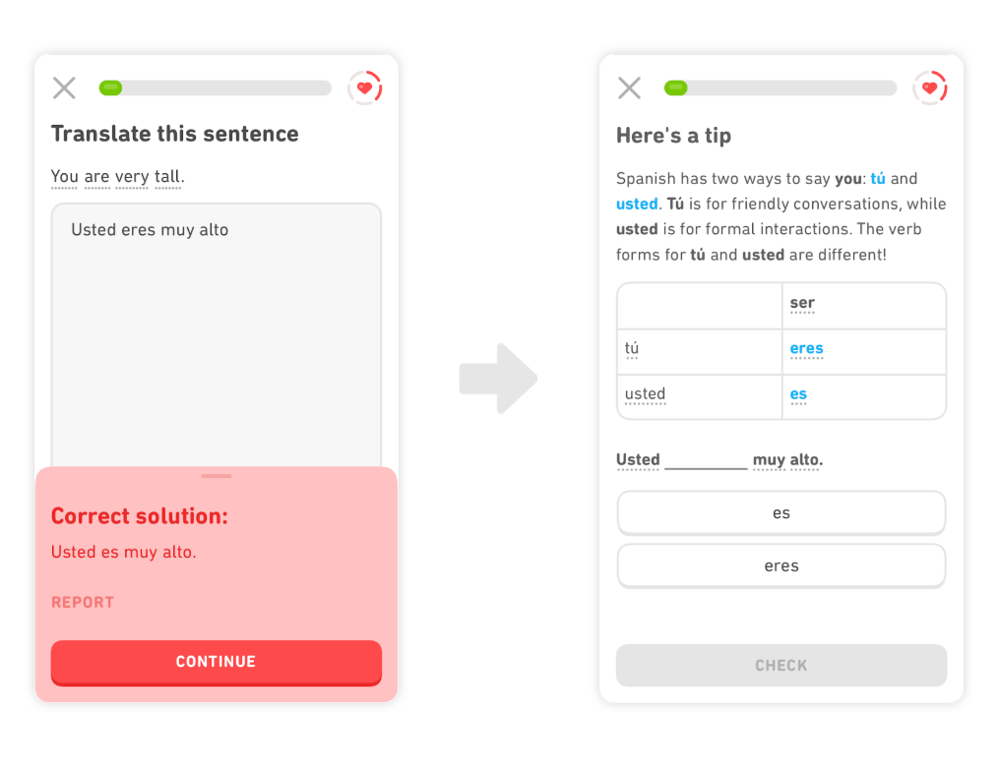 Translate this sentence
You are very tall.
Usted eres muy alto
Correct solution:
Usted es muy alto.
REPORT
CONTINUE
Here's a tip
Spanish has two ways to say you: tú and
usted. Tú is for friendly conversations, while
usted is for formal interactions. The verb
forms for tú and usted are different!
ser
tú eres
usted es
Usted __________ muy alto.
es
eres
CHECK